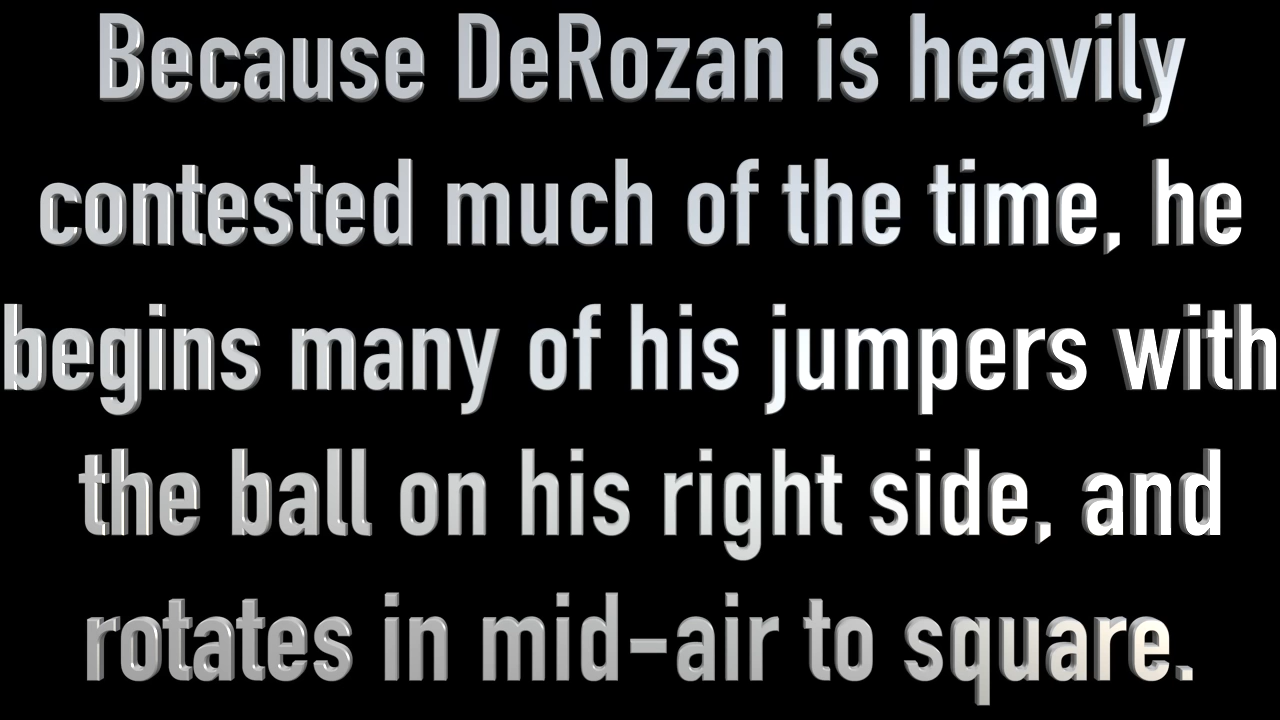 Because DeRozan is heavily
contested much of the time, he
begins many of his jumpers with
the ball on his right side, and
rotates in mid-air to square.